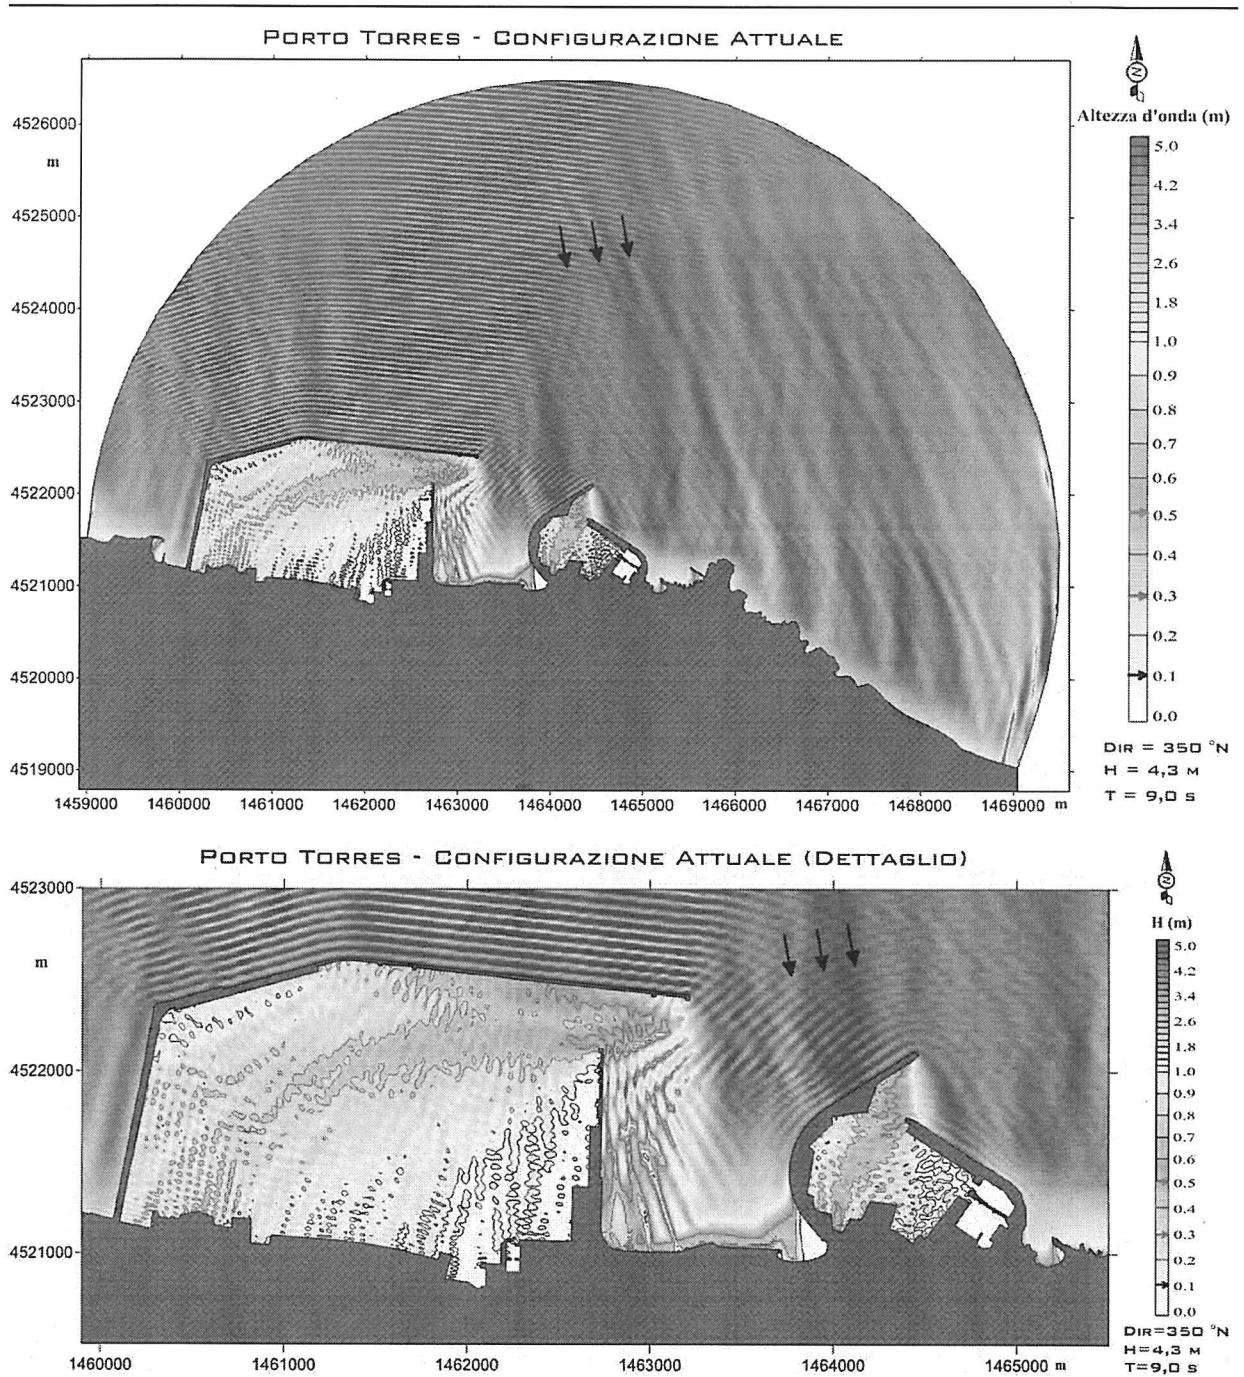 PORTO TORRES - CONFIGURAZIONE ATTUALE
N
Altezza d'onda (m)
5.0
4.2
3.4
2.6
1.8
1.0
0.9
0.8
0.7
0.6
0.5
0.4
0.3
0.2
0.1
0.0
DIR = 350 °N
H = 4,3 M
T = 9,0 S
4526000
m
4525000
4524000
4523000
4522000
4521000
4520000
4519000
1459000 1460000 1461000 1462000 1463000 1464000 1465000 1466000 1467000 1468000 1469000 m
PORTO TORRES - CONFIGURAZIONE ATTUALE (DETTAGLIO)
N
H (m)
5.0
4.2
3.4
2.6
1.8
1.0
0.9
0.8
0.7
0.6
0.5
0.4
0.3
0.2
0.1
0.0
DIR=350 °N
H=4,3 M
T=9,0 S
4523000
m
4522000
4521000
1460000 1461000 1462000 1463000 1464000 1465000 m